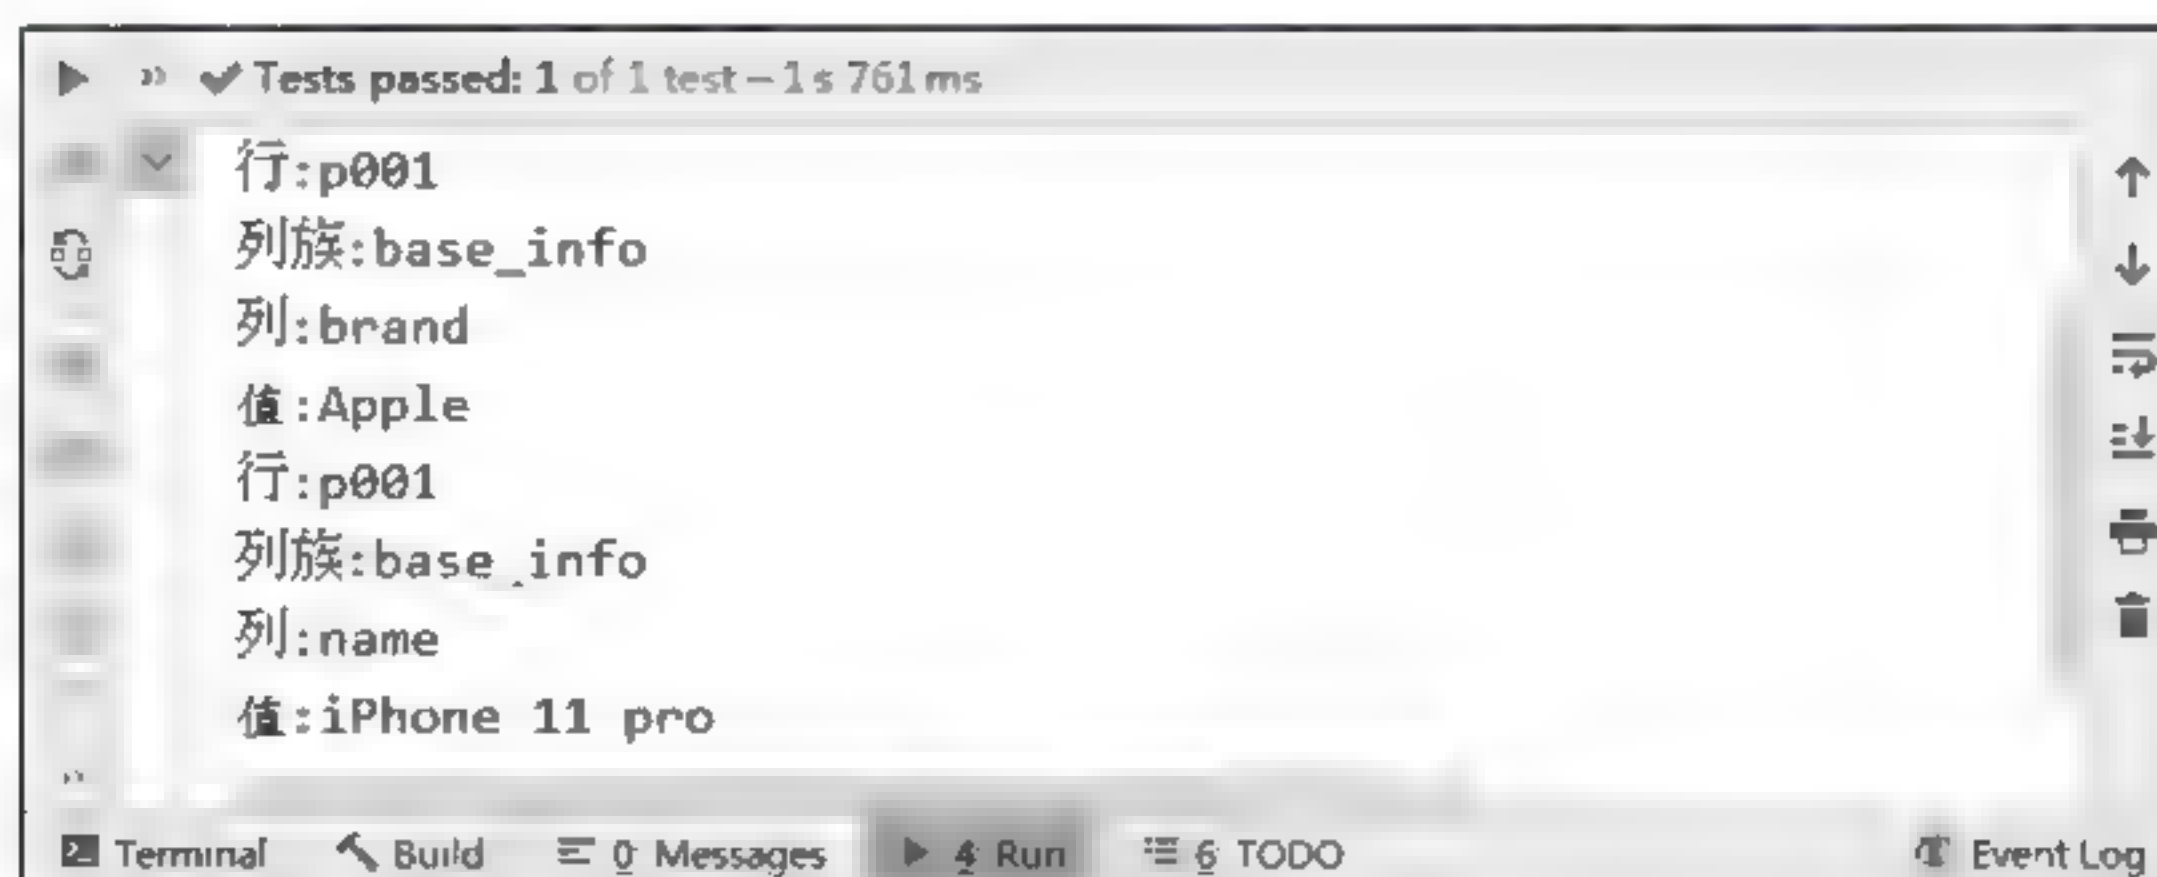 Tests passed: 1 of 1 test – 1 s 761 ms
行:p001
列族:base_info
列:brand
值:Apple
行:p001
列族:base_info
列:name
值:iPhone 11 pro
Terminal Build 0: Messages 4: Run 6: TODO Event Log